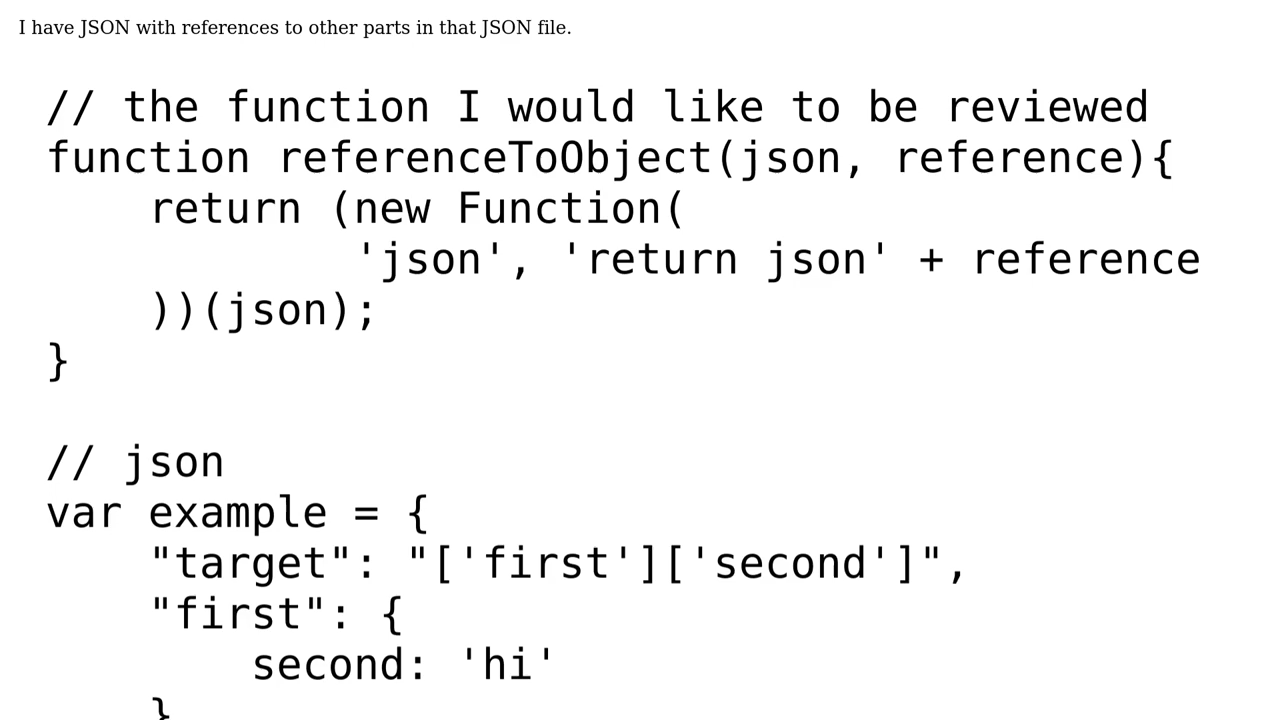 I have JSON with references to other parts in that JSON file.
// the function I would like to be reviewed
function referenceToObject(json, reference){
    return (new Function(
            'json', 'return json' + reference
    ))(json);
}
// json
var example = {
    "target": "['first']['second']",
    "first": {
        second: 'hi'
    }